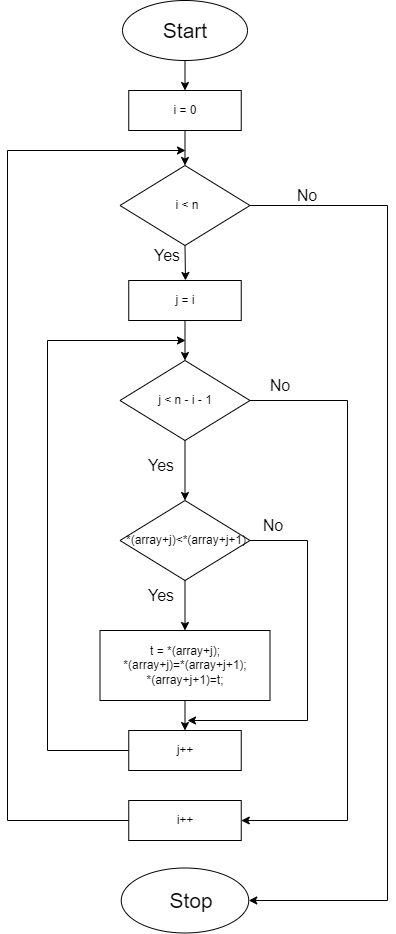 Start
i = 0
i < n
No
Yes
j = i
j < n - i - 1
No
Yes
*(array+j)<*(array+j+1)
No
Yes
t = *(array+j);
*(array+j)=*(array+j+1);
*(array+j+1)=t;
j++
i++
Stop